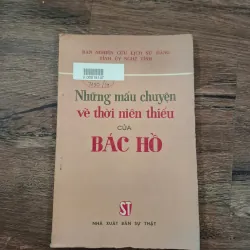 BAN NGHIÊN CỨU LỊCH SỬ ĐẢNG
TỈNH ỦY NGHỆ TĨNH
Những mẩu chuyện
về thời niên thiếu
CỦA
BÁC HỒ
ST
NHÀ XUẤT BẢN SỰ THẬT